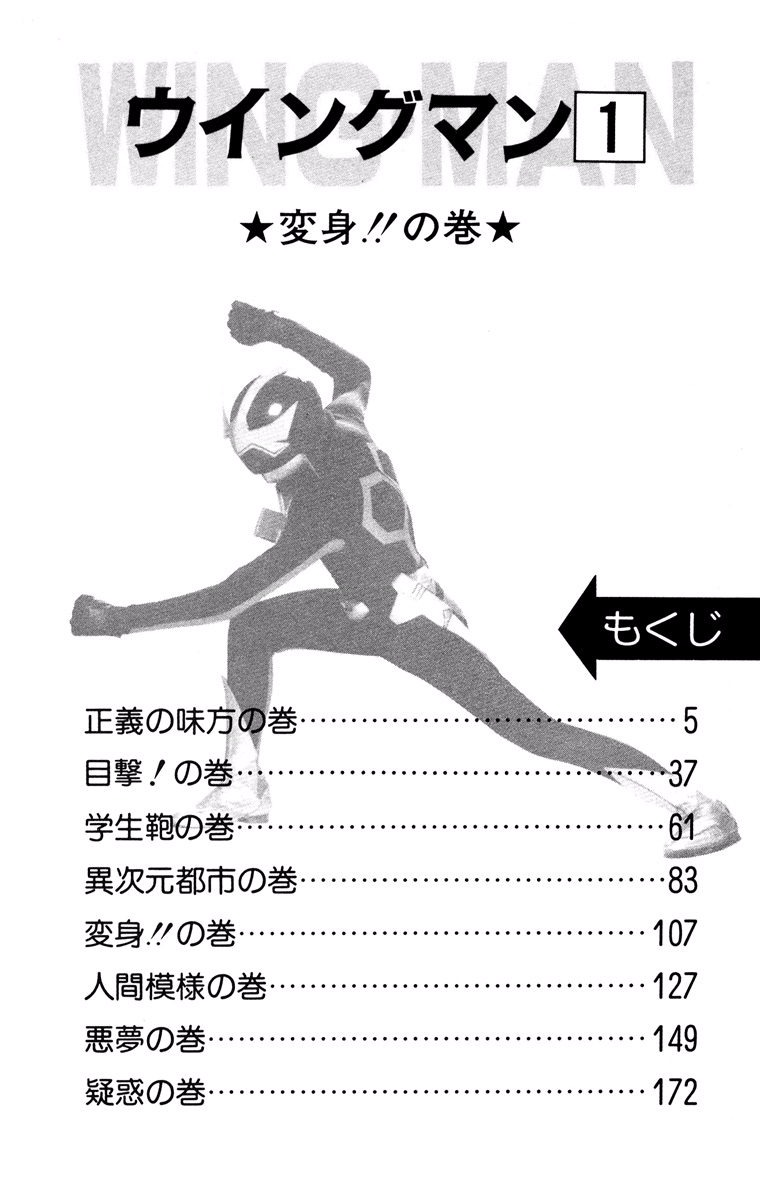 WING MAN
ウイングマン1
★変身!!の巻★
もくじ
正義の味方の巻……………………………5
目撃!の巻……………………………37
学生鞄の巻……………………………61
異次元都市の巻……………………………83
変身!!の巻……………………………107
人間模様の巻……………………………127
悪夢の巻……………………………149
疑惑の巻……………………………172